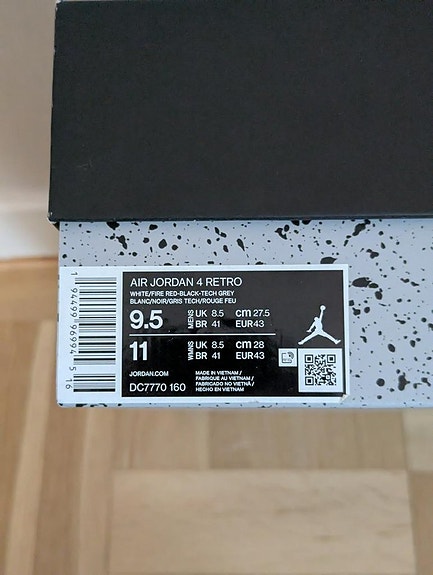 AIR JORDAN 4 RETRO
WHITE/FIRE RED-BLACK-TECH GREY
BLANC/NOIR/GRIS TECH/ROUGE FEU
9.5 MENS UK 8.5 cm 27.5
BR 41 EUR 43
11 WMNS UK 8.5 cm 28
BR 41 EUR 43
JORDAN.COM
DC7770 160
MADE IN VIETNAM /
FABRIQUÉ AU VIETNAM /
FABRICADO NO VIETNÃ /
HECHO EN VIETNAM
1 94499 96994 5 16